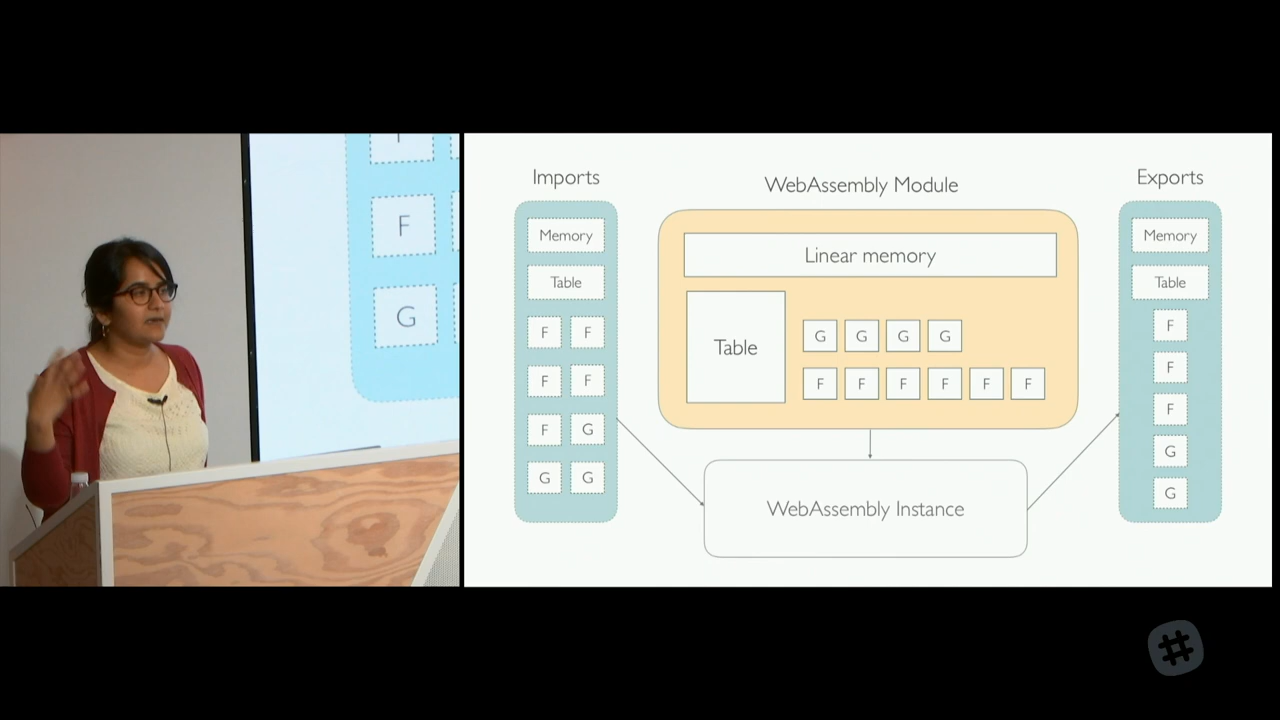 F
G
Imports
Memory
Table
F F
F F
F G
G G
WebAssembly Module
Linear memory
Table
G G G G
F F F F F F
WebAssembly Instance
Exports
Memory
Table
F
F
F
G
G
#